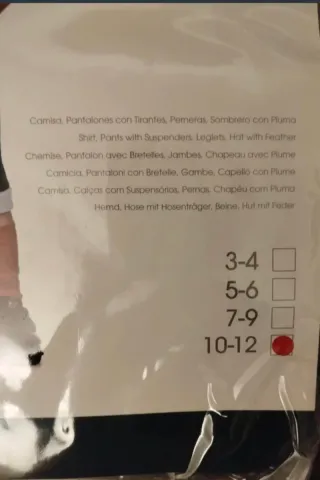 Camisa, Pantalones con Tirantes, Perneras, Sombrero con Pluma
Shirt, Pants with Suspenders, Leglets, Hat with Feather
Chemise, Pantalon avec Bretelles, Jambes, Chapeau avec Plume
Camicia, Pantaloni con Bretelle, Gambe, Capello con Plume
Camisa, Calças com Suspensórios, Pernas, Chapéu com Pluma
Hemd, Hose mit Hosenträger, Beine, Hut mit Feder
3-4
5-6
7-9
10-12